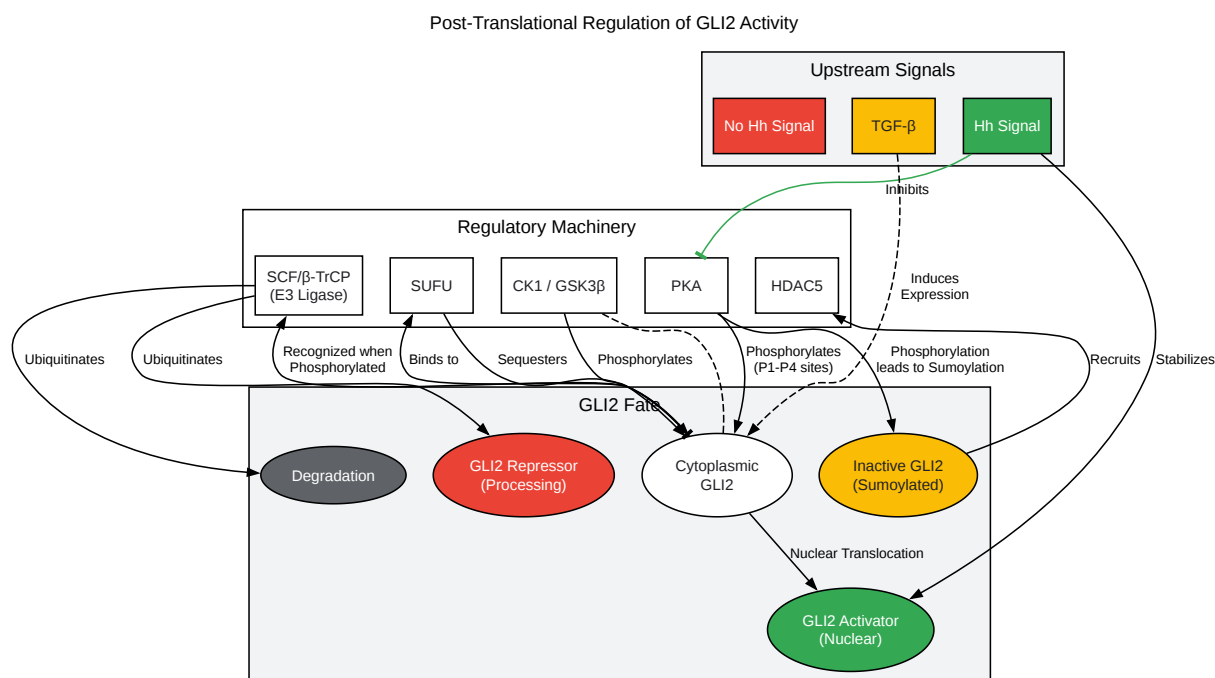 Post-Translational Regulation of GLI2 Activity
Upstream Signals
No Hh Signal
TGF-β
Hh Signal
Inhibits
Regulatory Machinery
SCF/β-TrCP
(E3 Ligase)
SUFU
CK1 / GSK3β
PKA
HDAC5
Induces
Expression
Ubiquitinates
Ubiquitinates
Recognized when
Phosphorylated
Binds to
Sequesters
Phosphorylates
Phosphorylates
(P1-P4 sites)
Phosphorylation
leads to Sumoylation
Recruits
Stabilizes
GLI2 Fate
Degradation
GLI2 Repressor
(Processing)
Cytoplasmic
GLI2
Inactive GLI2
(Sumoylated)
Nuclear Translocation
GLI2 Activator
(Nuclear)